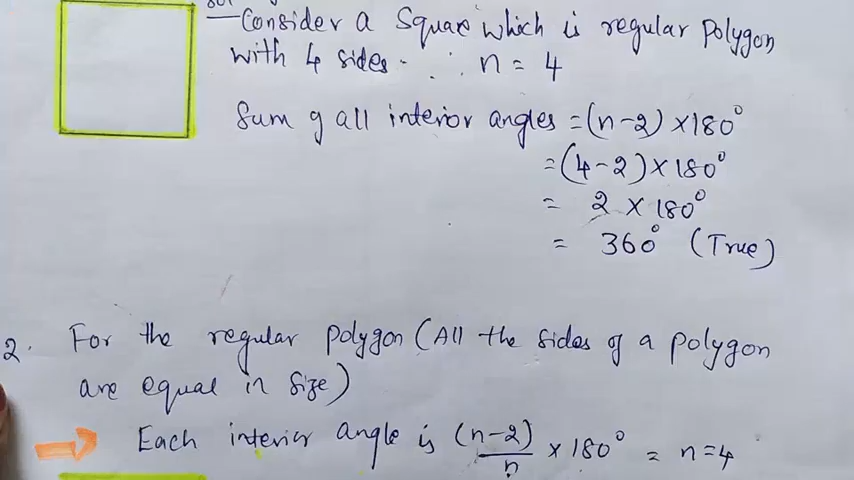 Consider a Square which is regular polygon
with 4 sides. ∴ n = 4
Sum of all interior angles = (n-2) ×180°
= (4-2) × 180°
= 2 × 180°
= 360° (True)
2. For the regular polygon (All the sides of a polygon
are equal in size)
Each interior angle is (n-2)/n × 180° = n=4